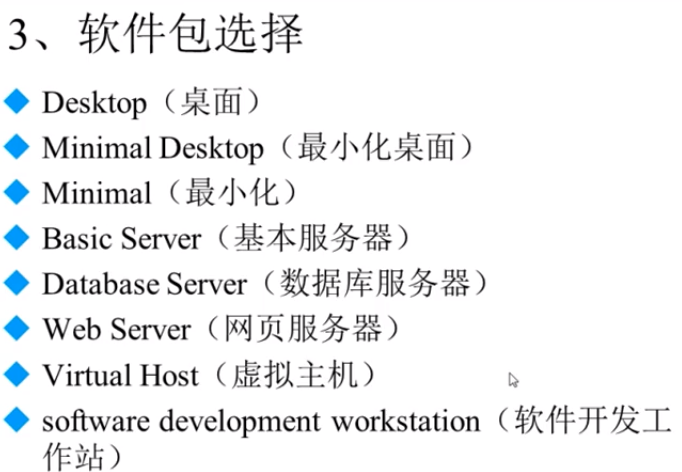 3、软件包选择
Desktop（桌面）
Minimal Desktop（最小化桌面）
Minimal（最小化）
Basic Server（基本服务器）
Database Server（数据库服务器）
Web Server（网页服务器）
Virtual Host（虚拟主机）
software development workstation（软件开发工
作站）